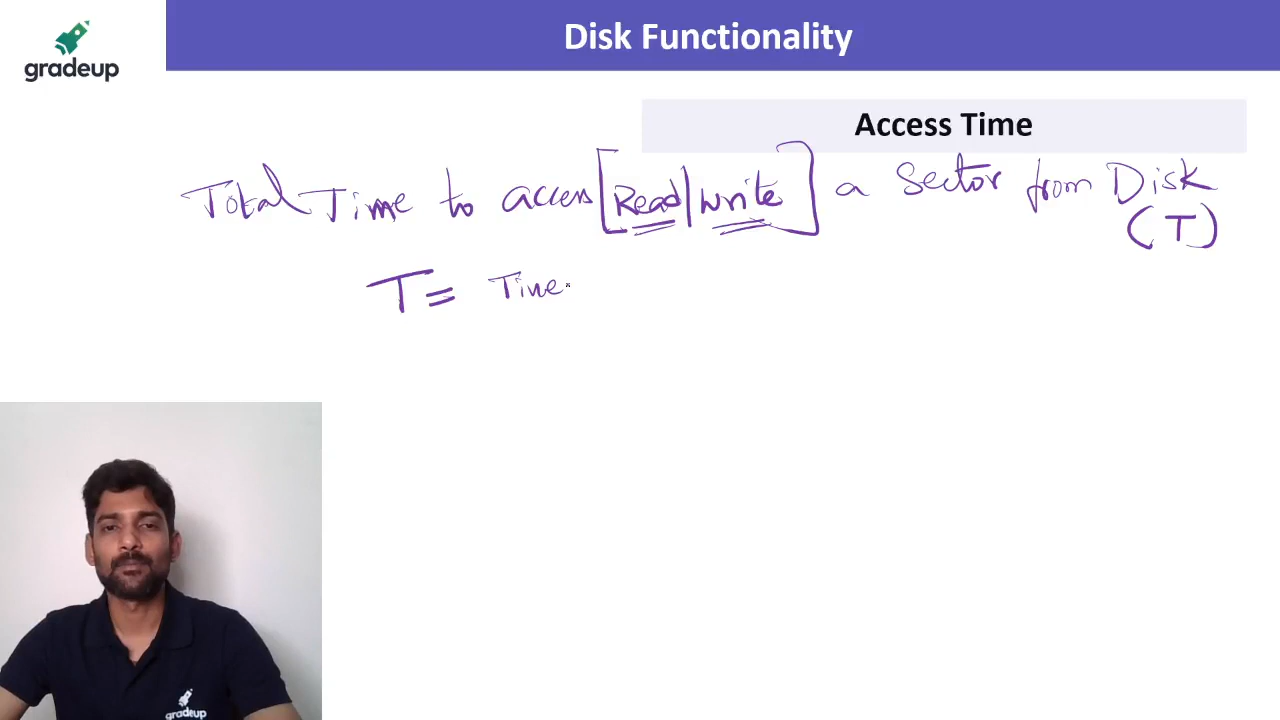 Disk Functionality
gradeup
Access Time
Total Time to access [Read|Write] a Sector from Disk
(T)
T = Time
gradeup